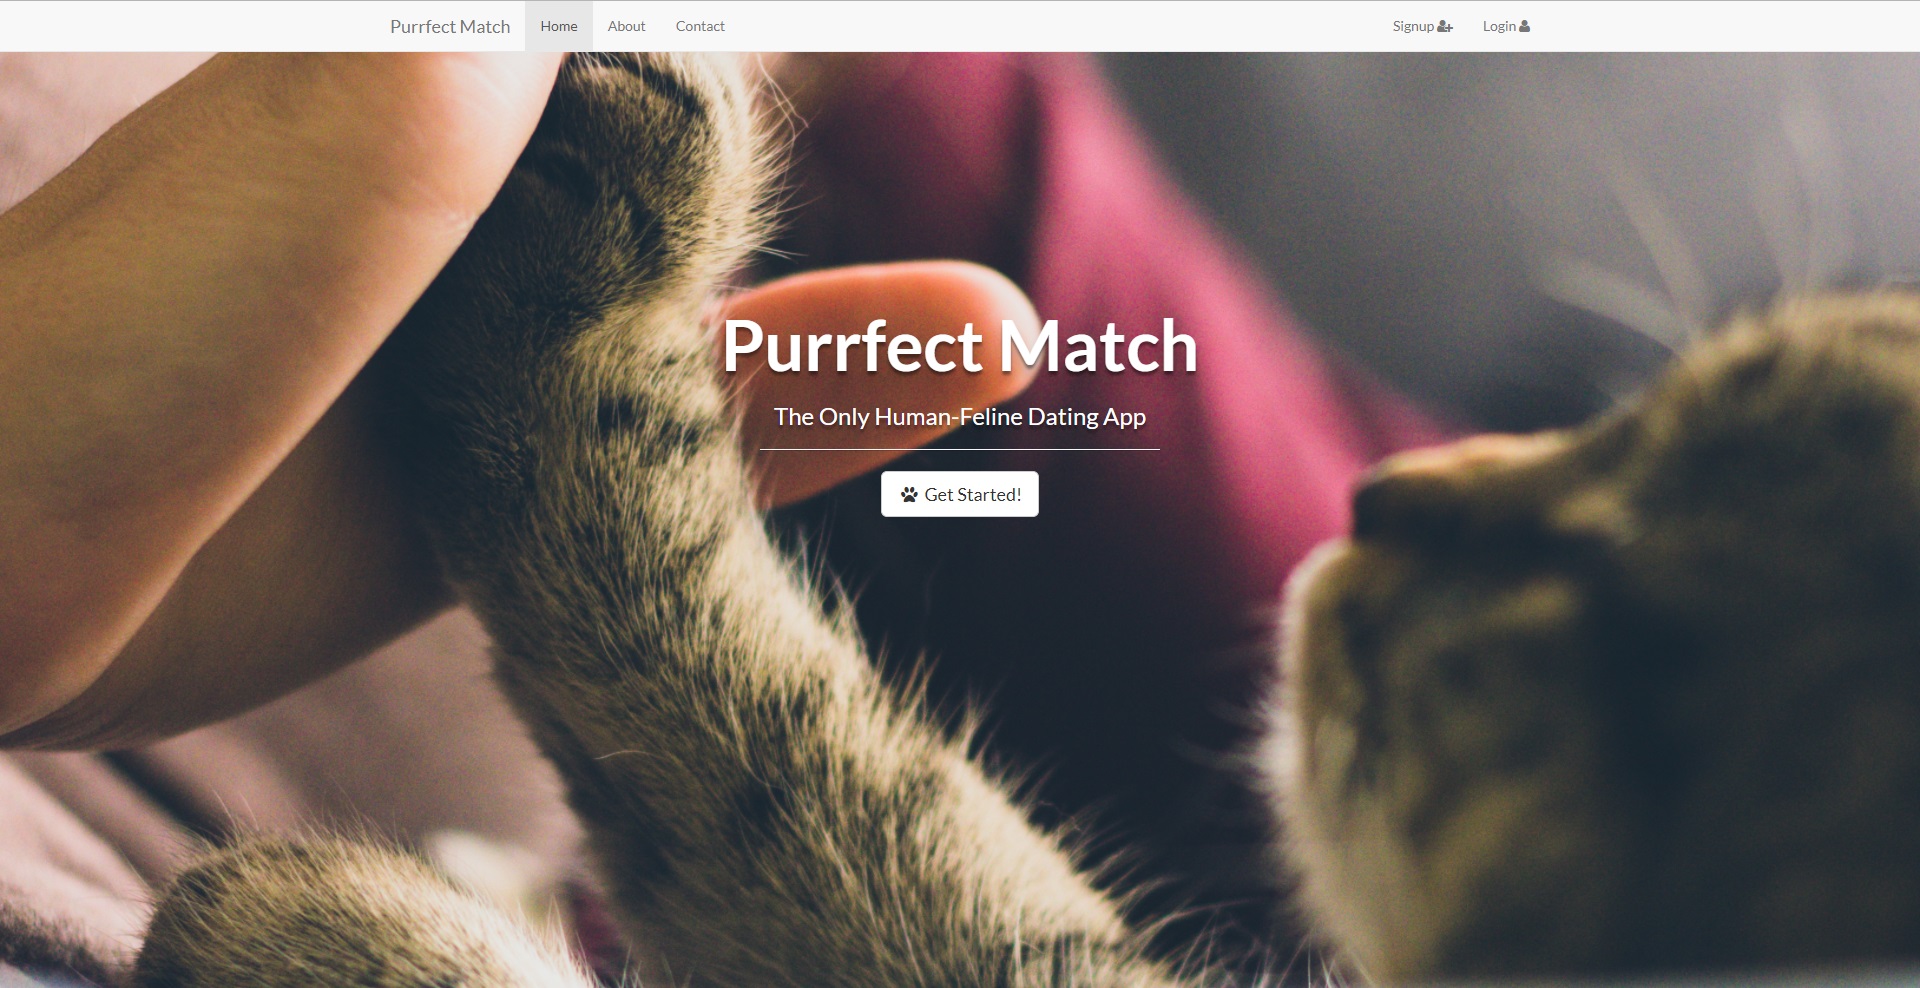 Purrfect Match
Home
About
Contact
Signup
Login
Purrfect Match
The Only Human-Feline Dating App
Get Started!